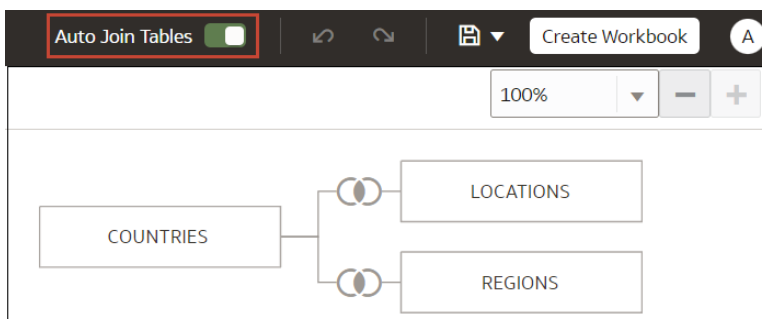 Auto Join Tables Create Workbook A
100%
LOCATIONS
COUNTRIES
REGIONS